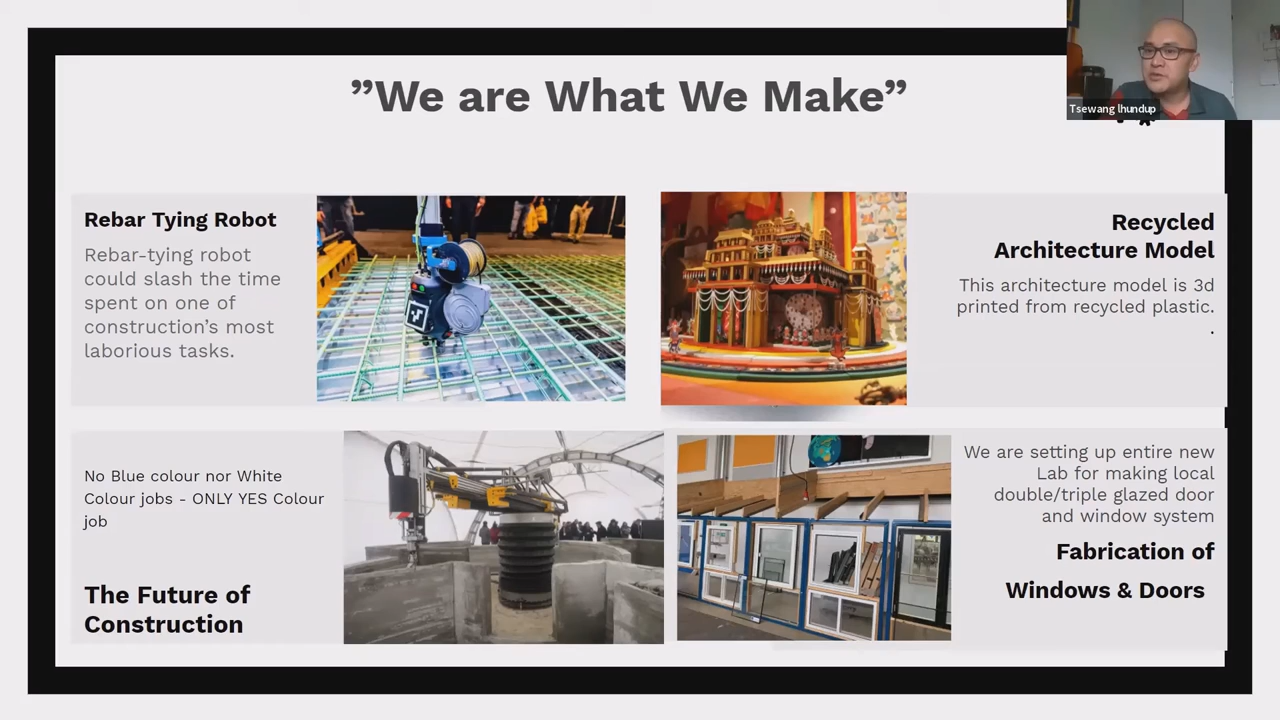 ”We are What We Make”
Tsewang lhundup
Rebar Tying Robot
Rebar-tying robot
could slash the time
spent on one of
construction’s most
laborious tasks.
Recycled
Architecture Model
This architecture model is 3d
printed from recycled plastic.
.
No Blue colour nor White
Colour jobs - ONLY YES Colour
job
The Future of
Construction
We are setting up entire new
Lab for making local
double/triple glazed door
and window system
Fabrication of
Windows & Doors